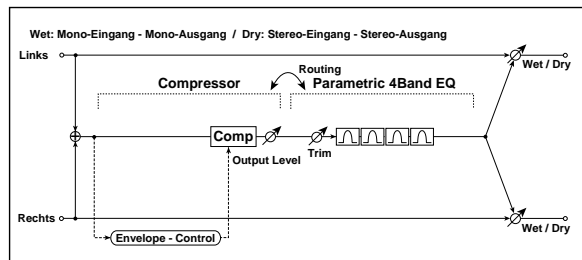 Wet: Mono-Eingang - Mono-Ausgang / Dry: Stereo-Eingang - Stereo-Ausgang
Links
Wet / Dry
Routing
Compressor
Parametric 4Band EQ
Comp
Output Level
Trim
Rechts
Wet / Dry
Envelope - Control